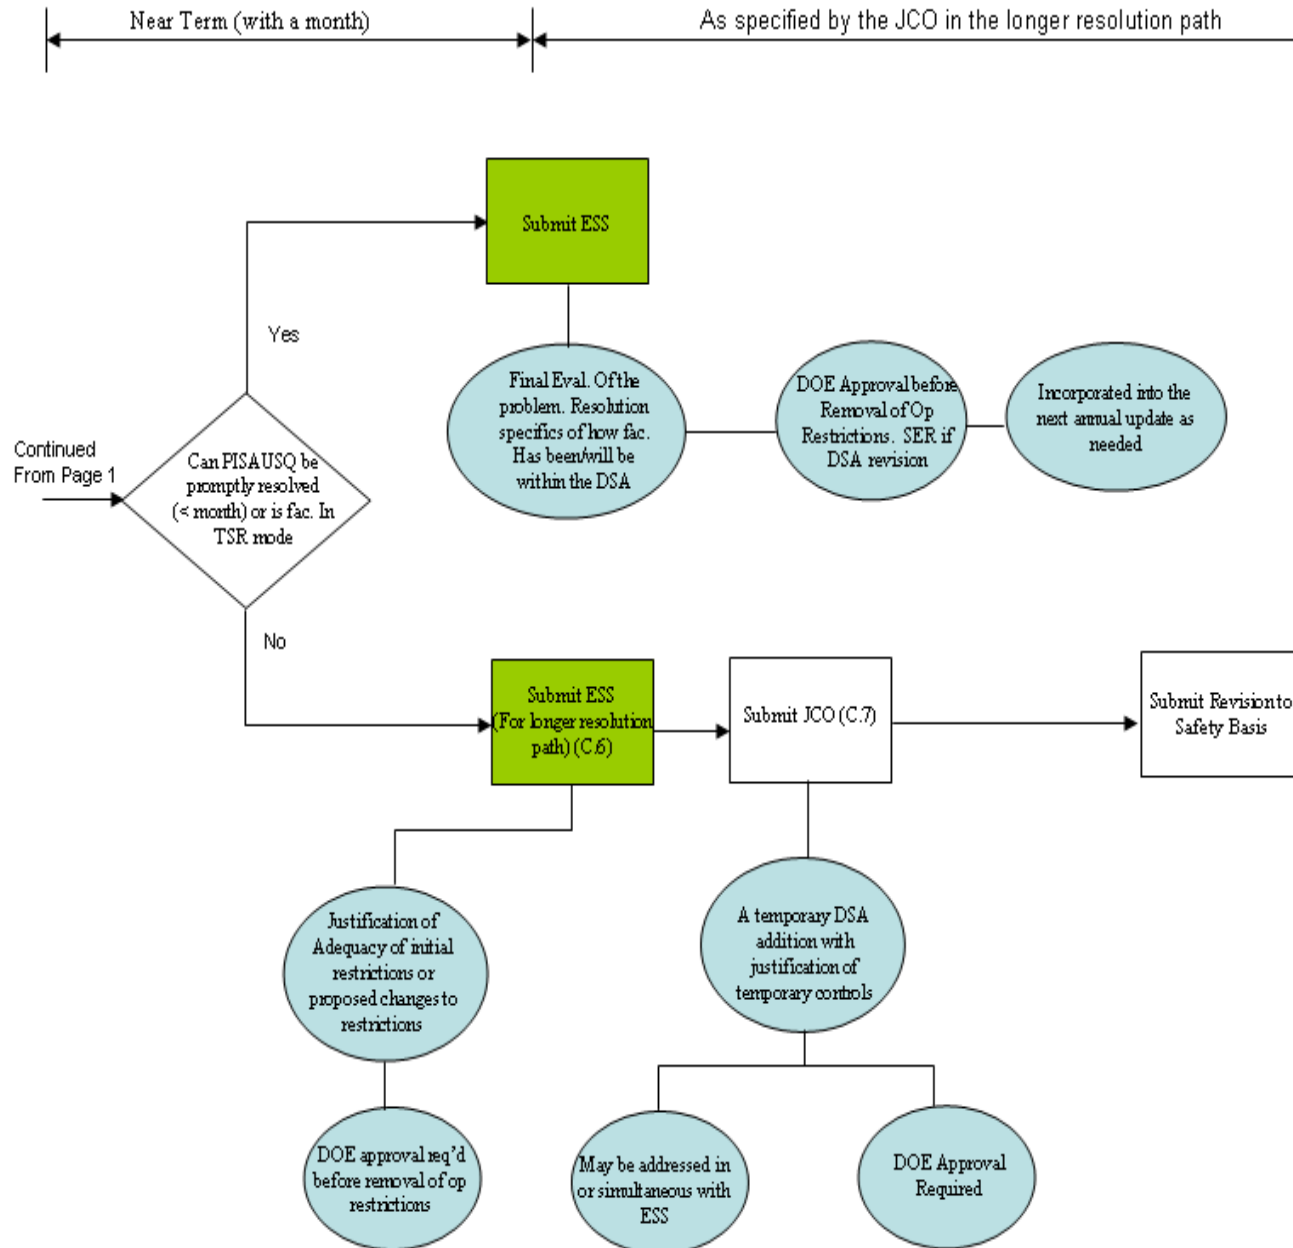 Near Term (with a month)
As specified by the JCO in the longer resolution path
Submit ESS
Yes
Final Eval. Of the
problem. Resolution
specifics of how fac.
Has been/will be
within the DSA
DOE Approval before
Removal of Op
Restrictions. SER if
DSA revision
Incorporated into the
next annual update as
needed
Continued
From Page 1
Can PISAUSQ be
promptly resolved
(< month) or is fac. In
TSR mode
No
Submit ESS
(For longer resolution
path) (C.6)
Submit JCO (C.7)
Submit Revision to
Safety Basis
Justification of
Adequacy of initial
restrictions or
proposed changes to
restrictions
A temporary DSA
addition with
justification of
temporary controls
DOE approval req'd
before removal of op
restrictions
May be addressed in
or simultaneous with
ESS
DOE Approval
Required